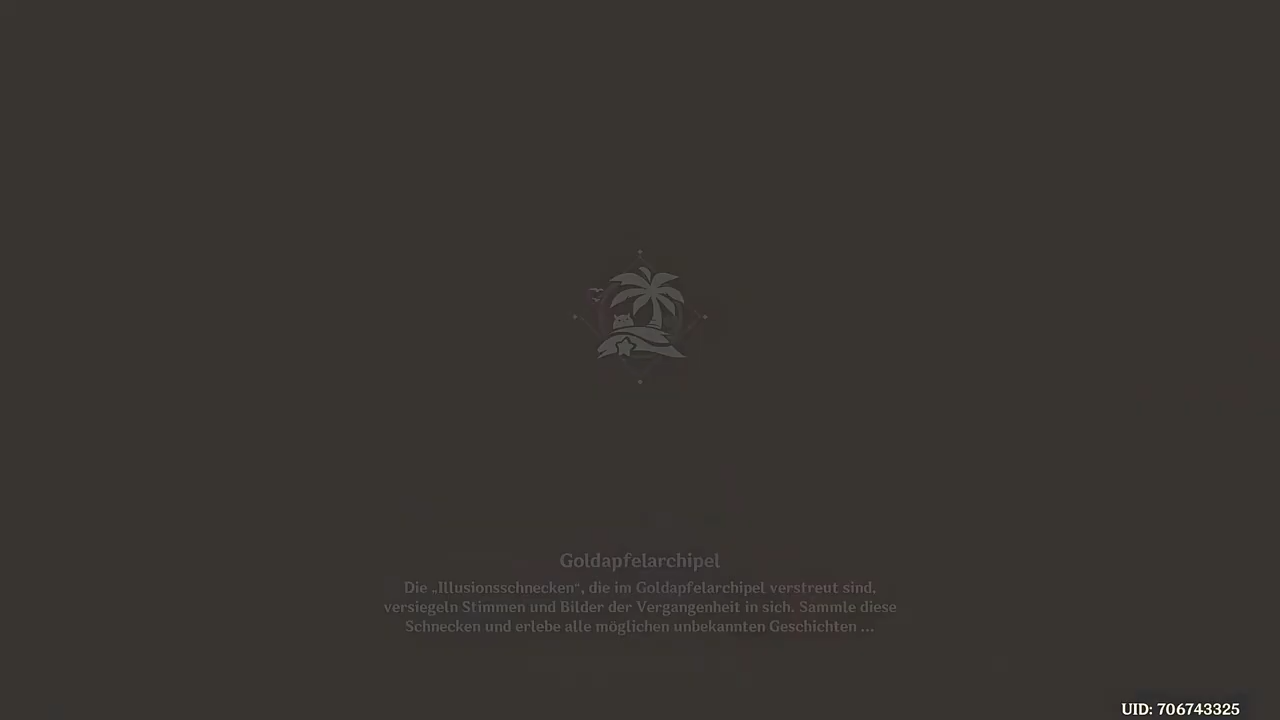 Goldapfelarchipel
Die „Illusionsschnecken“, die im Goldapfelarchipel verstreut sind,
versiegeln Stimmen und Bilder der Vergangenheit in sich. Sammle diese
Schnecken und erlebe alle möglichen unbekannten Geschichten ...
UID: 706743325